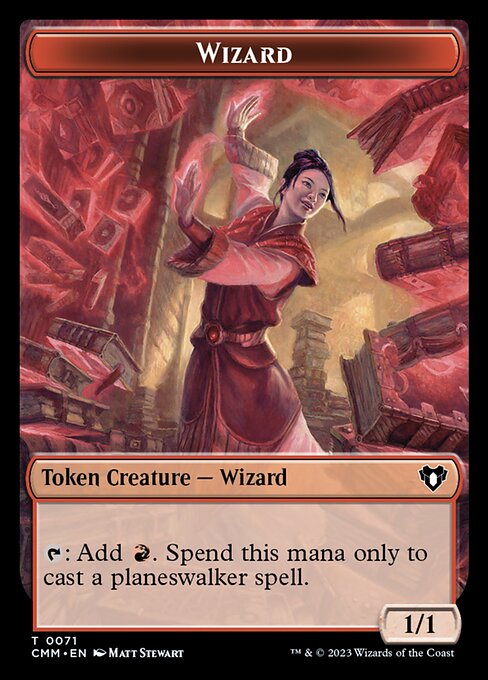 Wizard
Token Creature — Wizard
: Add . Spend this mana only to
cast a planeswalker spell.
1/1
T 0071
CMM • EN Matt Stewart
™ & © 2023 Wizards of the Coast